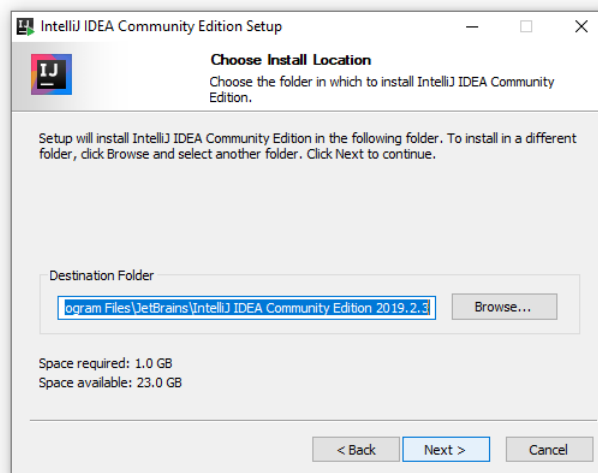 IntelliJ IDEA Community Edition Setup
IJ
Choose Install Location
Choose the folder in which to install IntelliJ IDEA Community
Edition.
Setup will install IntelliJ IDEA Community Edition in the following folder. To install in a different
folder, click Browse and select another folder. Click Next to continue.
Destination Folder
ogram Files\JetBrains\IntelliJ IDEA Community Edition 2019.2.3
Browse...
Space required: 1.0 GB
Space available: 23.0 GB
< Back
Next >
Cancel